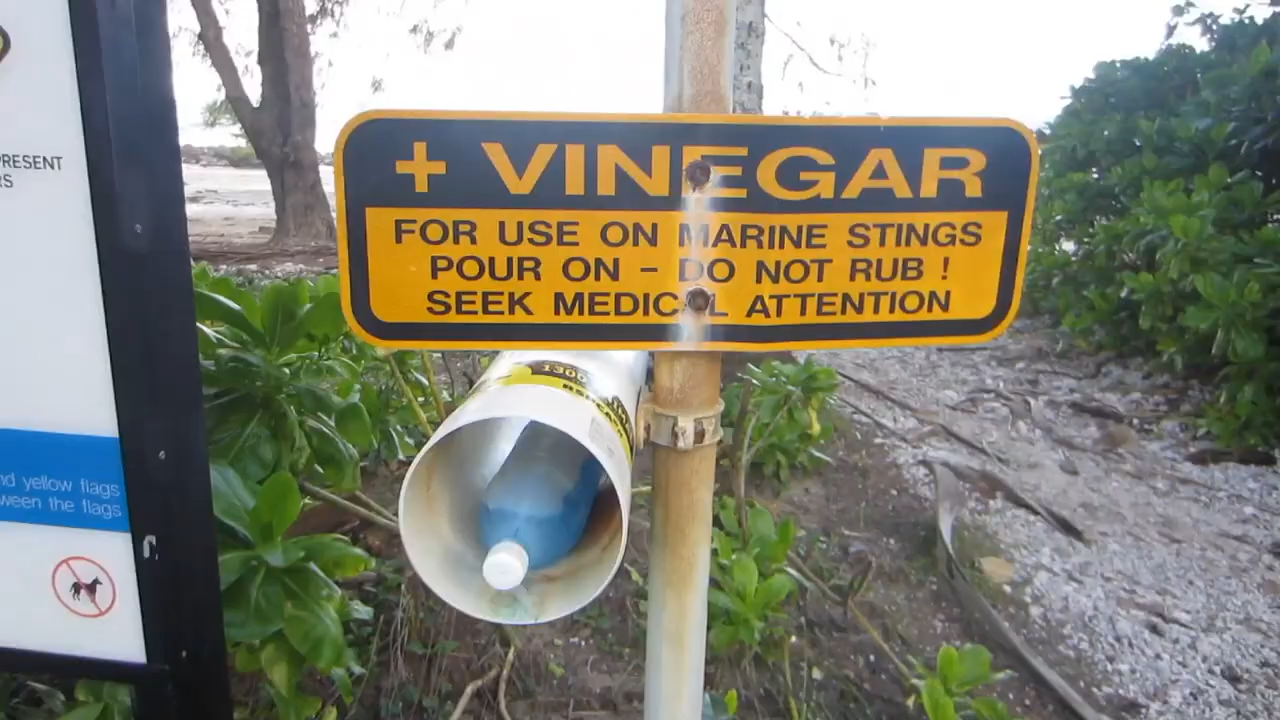 PRESENT
RS
nd yellow flags
ween the flags
+ VINEGAR
FOR USE ON MARINE STINGS
POUR ON - DO NOT RUB !
SEEK MEDICAL ATTENTION
1300